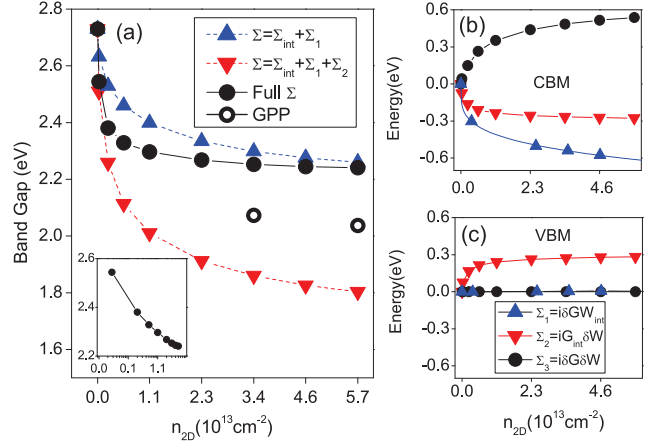 (a)
Σ=Σint+Σ1
Σ=Σint+Σ1+Σ2
Full Σ
GPP
Band Gap (eV)
2.8
2.6
2.4
2.2
2.0
1.8
1.6
2.6
2.4
2.2
0.0 0.1 1.1
0.0 1.1 2.3 3.4 4.6 5.7
n2D(10^13cm^-2)
(b)
CBM
Energy(eV)
0.6
0.3
0.0
-0.3
-0.6
0.0 2.3 4.6
(c)
VBM
Energy(eV)
0.6
0.3
0.0
-0.3
-0.6
Σ1=iδGWint
Σ2=iGintδW
Σ3=iδGδW
0.0 2.3 4.6
n2D(10^13cm^-2)